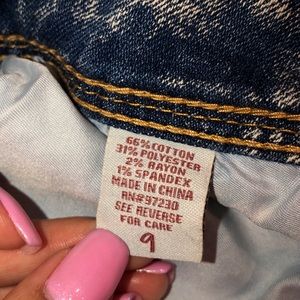 66% COTTON
31% POLYESTER
2% RAYON
1% SPANDEX
MADE IN CHINA
RN#97230
SEE REVERSE
FOR CARE
9